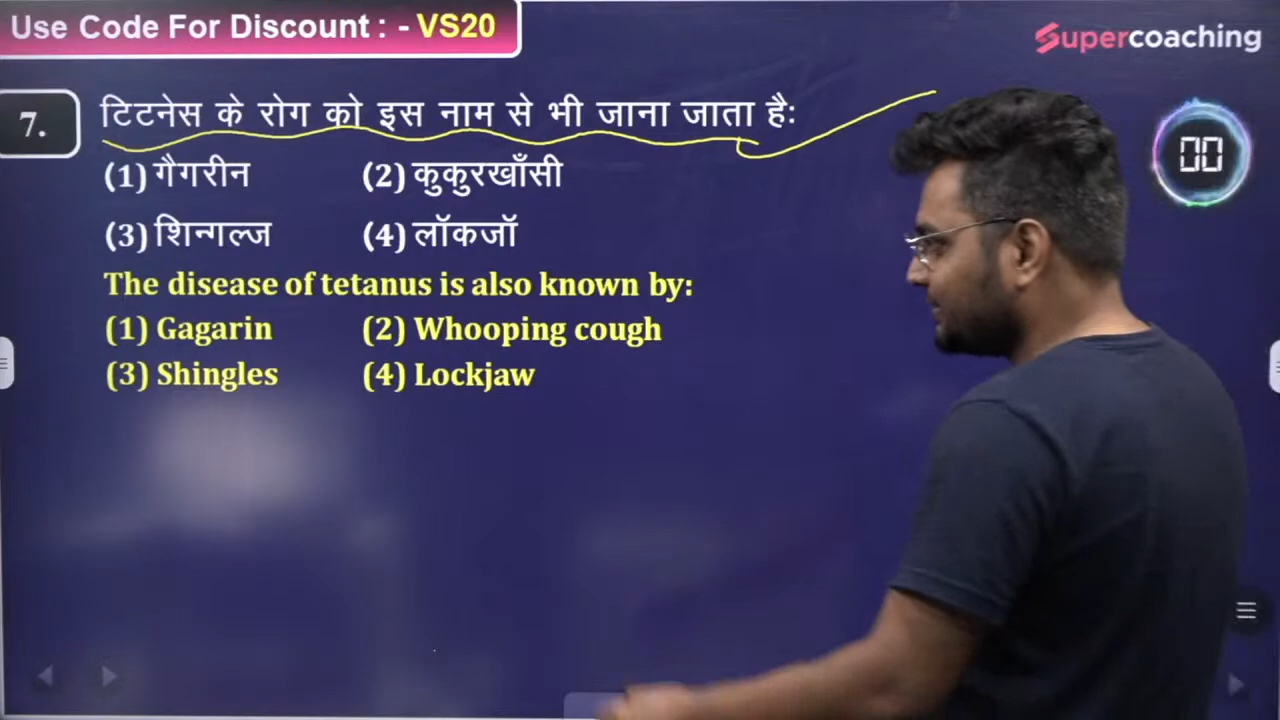 Use Code For Discount : - VS20
Supercoaching
7. टिटनेस के रोग को इस नाम से भी जाना जाता हैः
00
(1) गैगरीन (2) कुकुरखाँसी
(3) शिन्गल्ज (4) लॉकजॉ
The disease of tetanus is also known by:
(1) Gagarin (2) Whooping cough
(3) Shingles (4) Lockjaw